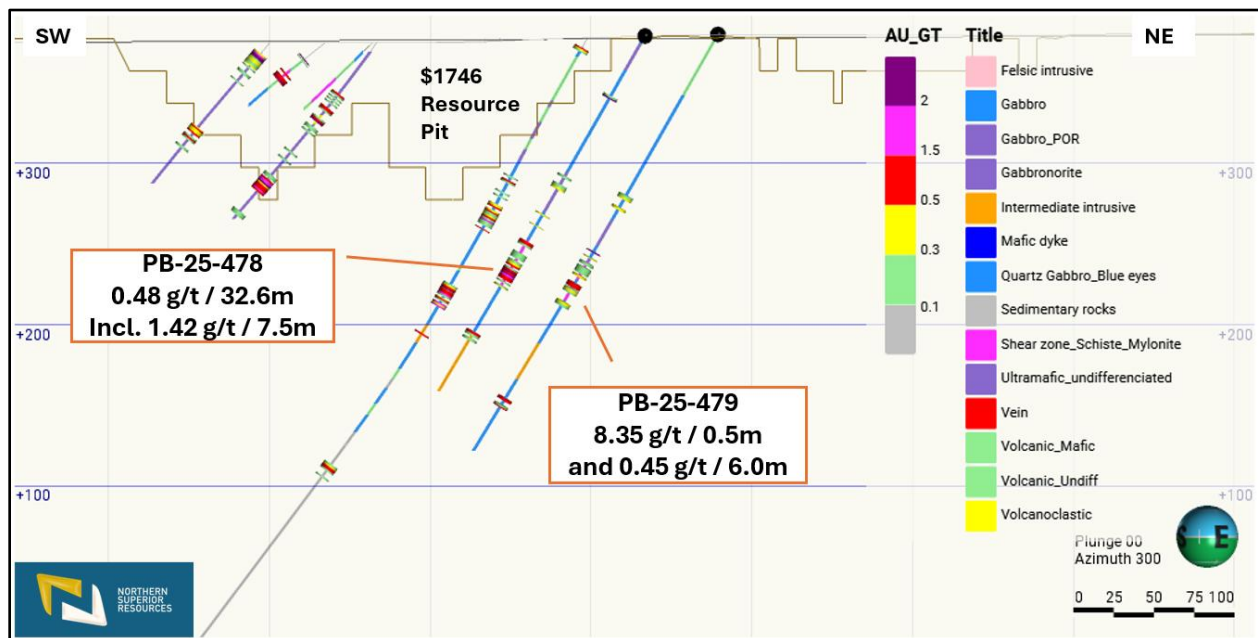 SW
NE
$1746
Resource
Pit
+300
+300
+200
+200
+100
+100
PB-25-478
0.48 g/t / 32.6m
Incl. 1.42 g/t / 7.5m
PB-25-479
8.35 g/t / 0.5m
and 0.45 g/t / 6.0m
AU_GT
2
1.5
0.5
0.3
0.1
Title
Felsic intrusive
Gabbro
Gabbro_POR
Gabbronorite
Intermediate intrusive
Mafic dyke
Quartz Gabbro_Blue eyes
Sedimentary rocks
Shear zone_Schiste_Mylonite
Ultramafic_undifferenciated
Vein
Volcanic_Mafic
Volcanic_Undiff
Volcanoclastic
S E
Plunge 00
Azimuth 300
0 25 50 75 100
NORTHERN
SUPERIOR
RESOURCES